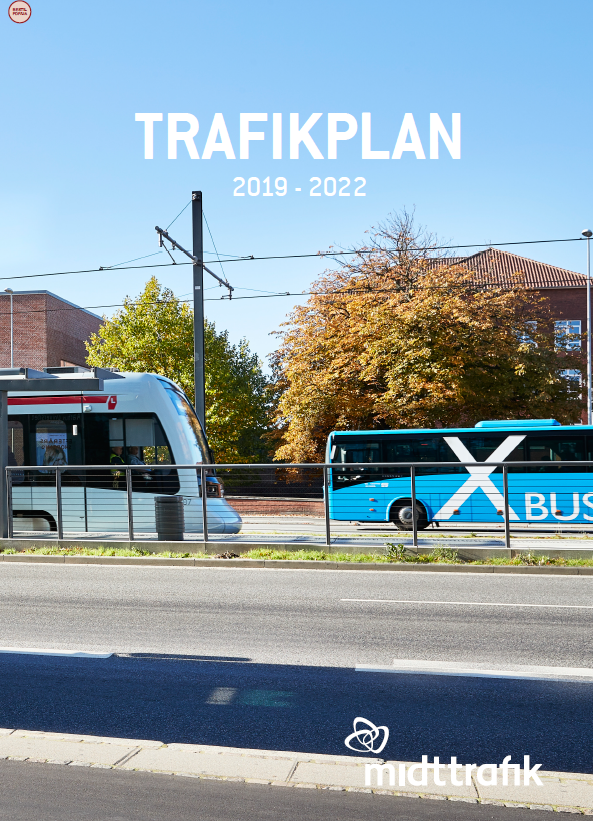 TRAFIKPLAN
2019 - 2022
X BUS
midttrafik